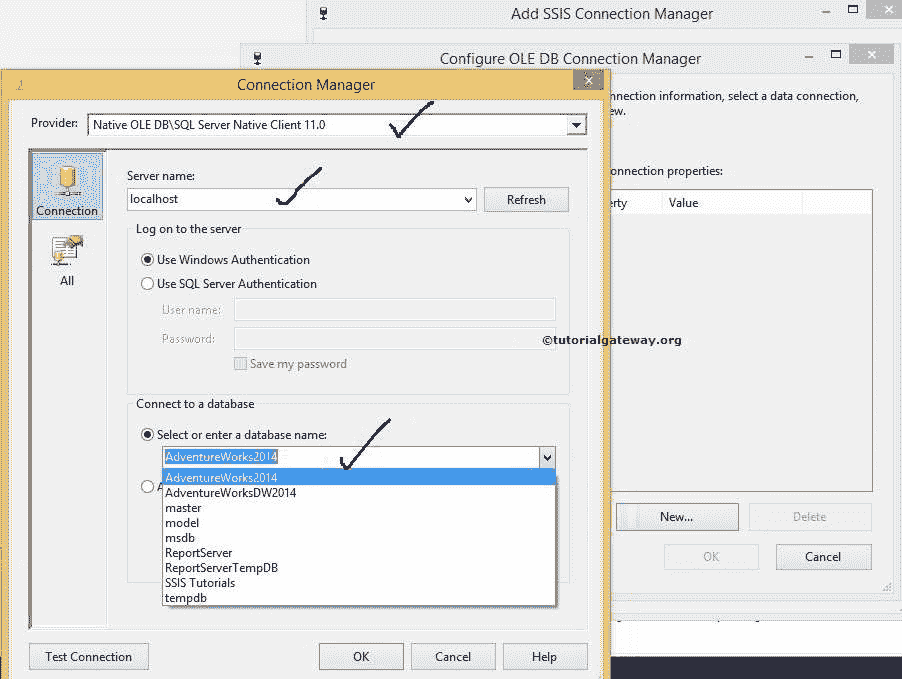 Add SSIS Connection Manager
Configure OLE DB Connection Manager
Connection Manager
nnection information, select a data connection,
ew.
Provider: Native OLE DB\SQL Server Native Client 11.0
onnection properties:
Server name:
localhost
Refresh
erty Value
Connection
Log on to the server
All
Use Windows Authentication
Use SQL Server Authentication
User name:
Password:
©tutorialgateway.org
Save my password
Connect to a database
Select or enter a database name:
AdventureWorks2014
AdventureWorks2014
A
AdventureWorksDW2014
master
model
msdb
ReportServer
ReportServerTempDB
SSIS Tutorials
tempdb
New... Delete
OK Cancel
Test Connection OK Cancel Help